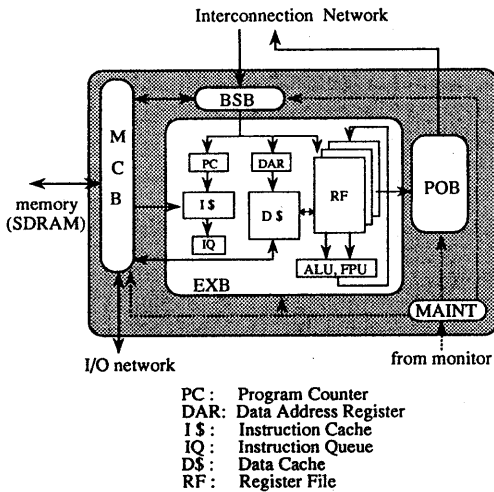 Interconnection Network
BSB
M
C
B
PC
DAR
I $
D $
RF
IQ
ALU, FPU
EXB
POB
MAINT
memory
(SDRAM)
I/O network
from monitor
PC : Program Counter
DAR: Data Address Register
I $ : Instruction Cache
IQ : Instruction Queue
D$ : Data Cache
RF : Register File